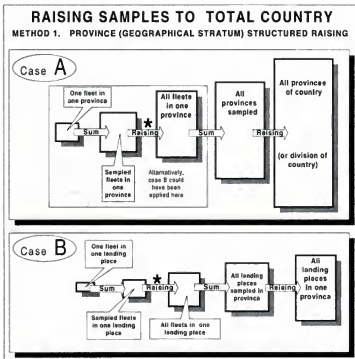 RAISING SAMPLES TO TOTAL COUNTRY
METHOD 1. PROVINCE (GEOGRAPHICAL STRATUM) STRUCTURED RAISING
Case A
One fleet in
one province
Sum
Sampled fleets in
one
province
*
Raising
All fleets
in one
province
Alternatively,
case B could
have been
applied here
Sum
All
provinces
sampled
Raising
All provinces
of country
(or division of
country)
Case B
One fleet in
one landing
place
Sum
Sampled fleets
in one landing
place
*
Raising
All fleets in one
landing place
Sum
All landing
places
sampled in
province
Raising
All
landing
places
in one
province